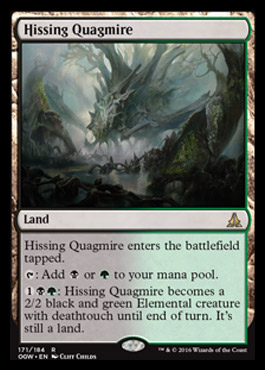 Hissing Quagmire
Land
Hissing Quagmire enters the battlefield
tapped.
: Add or to your mana pool.
1 : Hissing Quagmire becomes a
2/2 black and green Elemental creature
with deathtouch until end of turn. It's
still a land.
171/184 R
OGW • EN CLIFF CHILDS
™ & © 2016 Wizards of the Coast